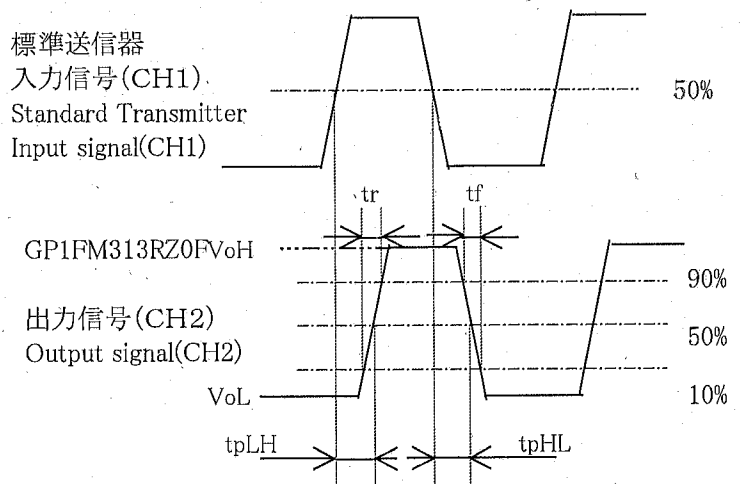 標準送信器
入力信号(CH1)
Standard Transmitter
Input signal(CH1)
50%
tr
tf
GP1FM313RZ0FVoH
90%
出力信号(CH2)
Output signal(CH2)
50%
VoL
10%
tpLH
tpHL